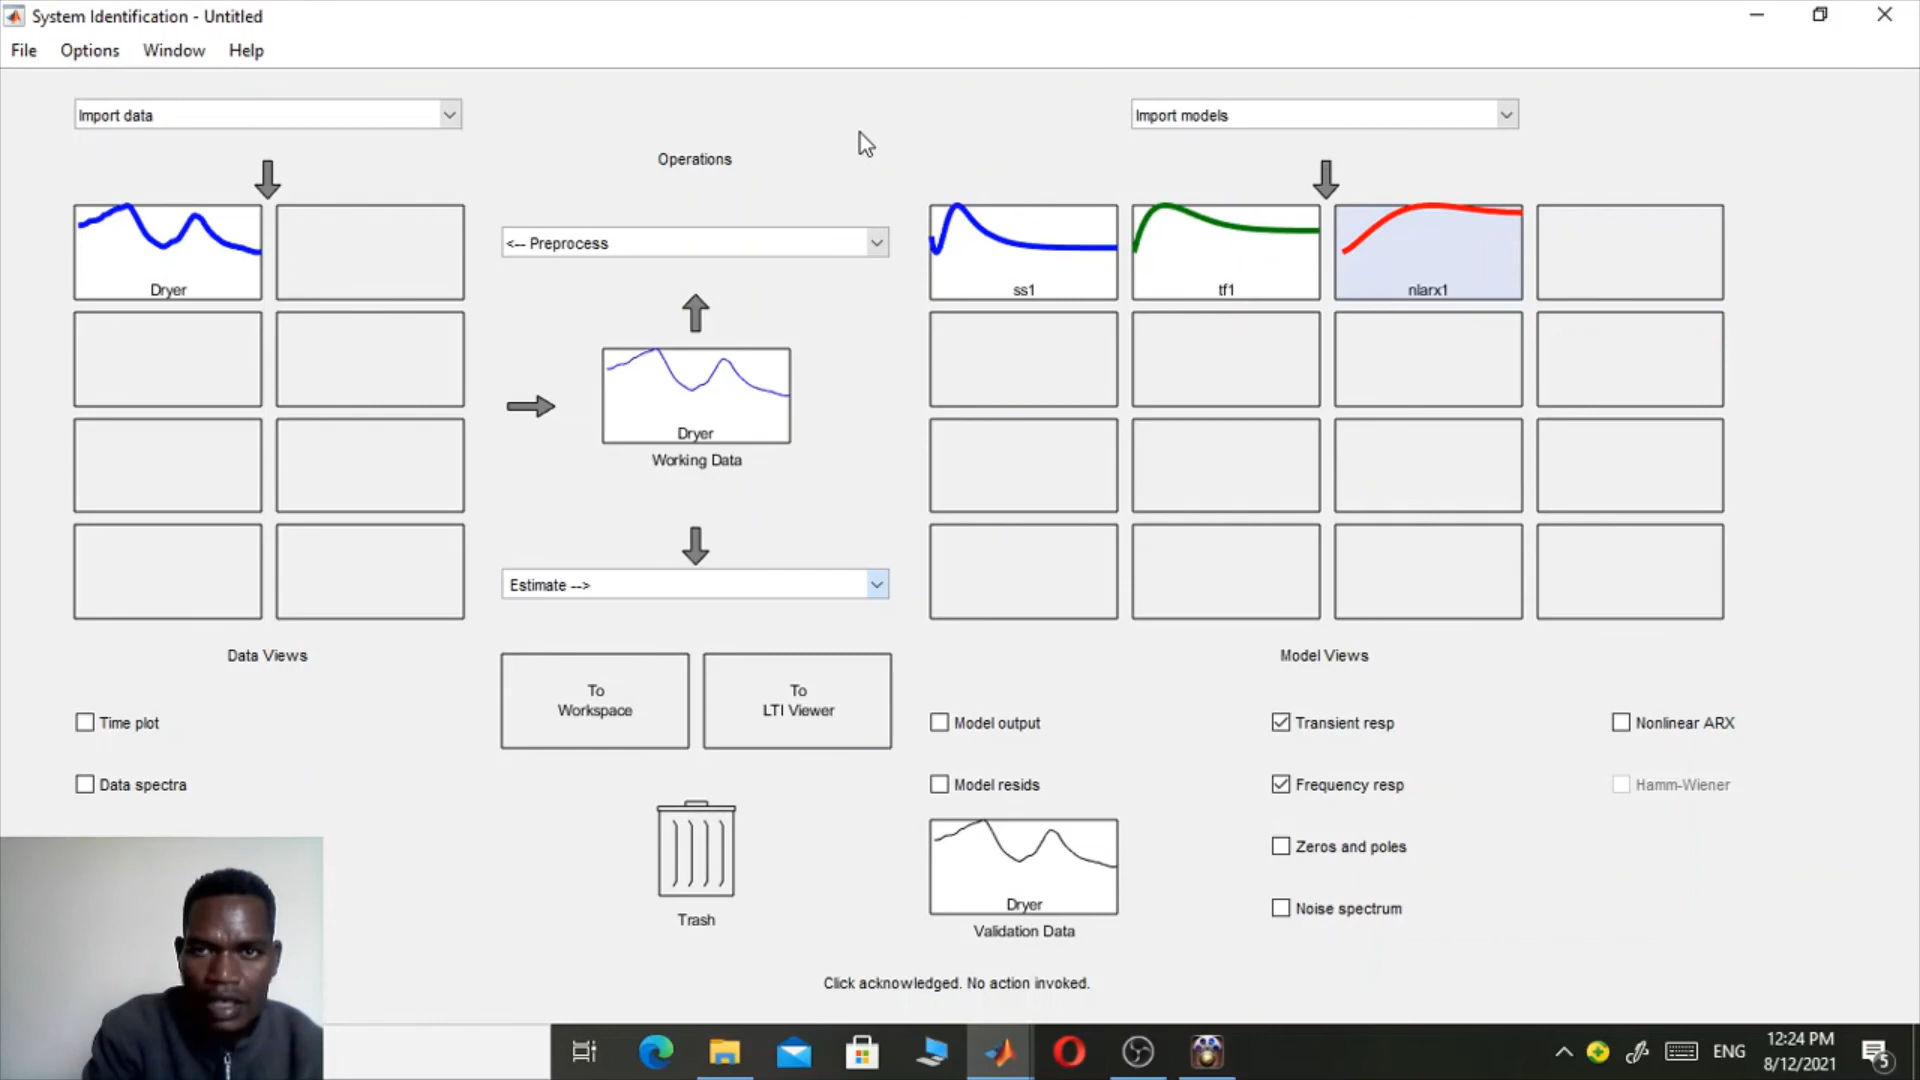 System Identification - Untitled
File Options Window Help
Import data
Import models
Operations
<-- Preprocess
Dryer
ss1
tf1
nlarx1
Dryer
Working Data
Estimate -->
Data Views
Model Views
To
Workspace
To
LTI Viewer
Time plot
Model output
Transient resp
Nonlinear ARX
Data spectra
Model resids
Frequency resp
Hamm-Wiener
Zeros and poles
Dryer
Noise spectrum
Trash
Validation Data
Click acknowledged. No action invoked.
ENG
12:24 PM
8/12/2021
5